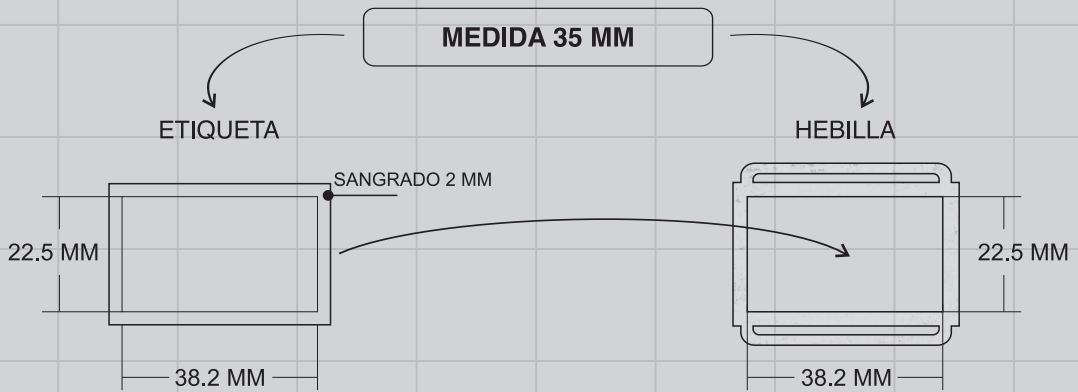 MEDIDA 35 MM
ETIQUETA
HEBILLA
SANGRADO 2 MM
22.5 MM
22.5 MM
38.2 MM
38.2 MM